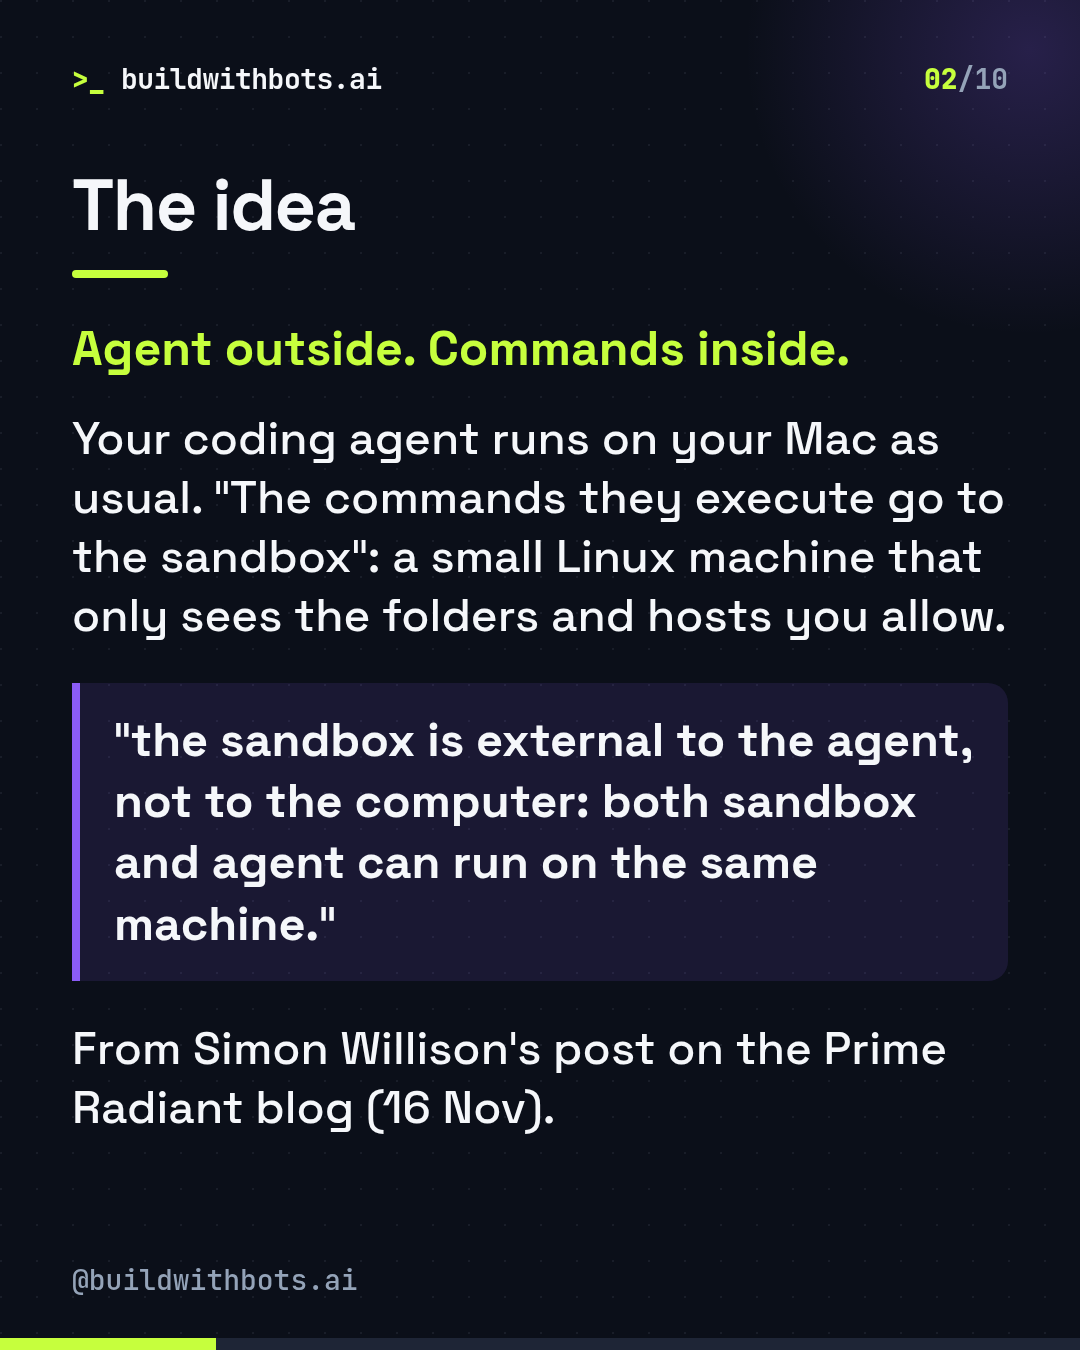 >_ buildwithbots.ai
02/10
The idea
Agent outside. Commands inside.
Your coding agent runs on your Mac as
usual. "The commands they execute go to
the sandbox": a small Linux machine that
only sees the folders and hosts you allow.
"the sandbox is external to the agent,
not to the computer: both sandbox
and agent can run on the same
machine."
From Simon Willison's post on the Prime
Radiant blog (16 Nov).
@buildwithbots.ai